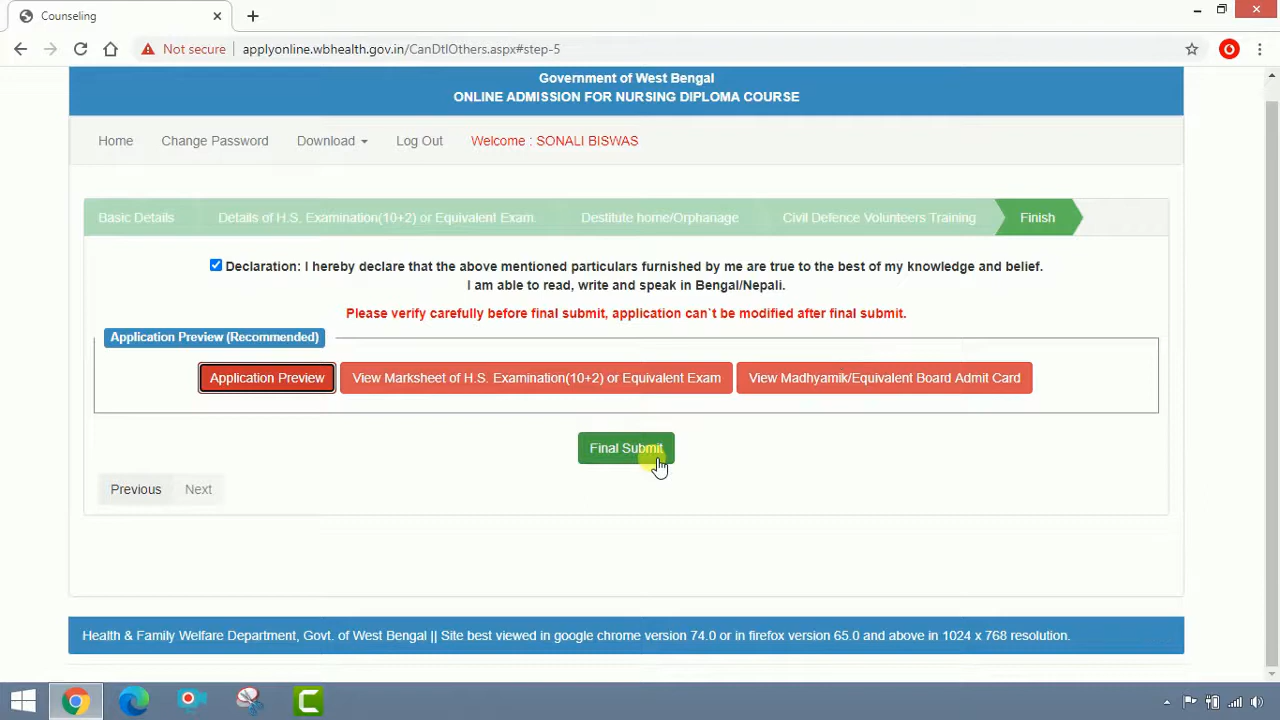 Counseling
Not secure
applyonline.wbhealth.gov.in/CanDtlOthers.aspx#step-5
Government of West Bengal
ONLINE ADMISSION FOR NURSING DIPLOMA COURSE
Home Change Password Download Log Out Welcome : SONALI BISWAS
Basic Details Details of H.S. Examination(10+2) or Equivalent Exam. Destitute home/Orphanage Civil Defence Volunteers Training Finish
Declaration: I hereby declare that the above mentioned particulars furnished by me are true to the best of my knowledge and belief.
I am able to read, write and speak in Bengal/Nepali.
Please verify carefully before final submit, application can`t be modified after final submit.
Application Preview (Recommended)
Application Preview View Marksheet of H.S. Examination(10+2) or Equivalent Exam View Madhyamik/Equivalent Board Admit Card
Final Submit
Previous Next
Health & Family Welfare Department, Govt. of West Bengal || Site best viewed in google chrome version 74.0 or in firefox version 65.0 and above in 1024 x 768 resolution.